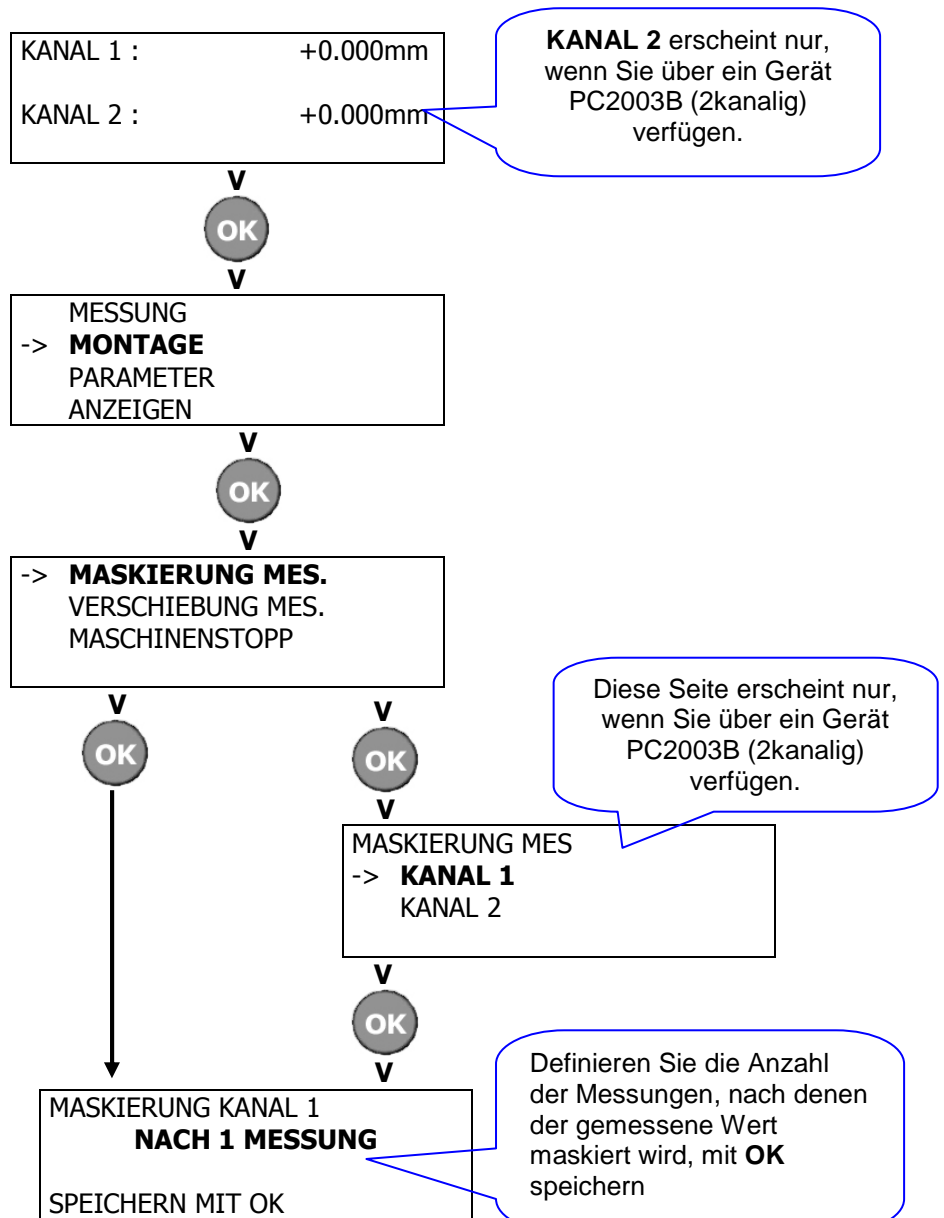 KANAL 1 : +0.000mm
KANAL 2 : +0.000mm
KANAL 2 erscheint nur,
wenn Sie über ein Gerät
PC2003B (2kanalig)
verfügen.
V
OK
V
MESSUNG
-> MONTAGE
PARAMETER
ANZEIGEN
V
OK
V
-> MASKIERUNG MES.
VERSCHIEBUNG MES.
MASCHINENSTOPP
V
OK
V
OK
V
Diese Seite erscheint nur,
wenn Sie über ein Gerät
PC2003B (2kanalig)
verfügen.
MASKIERUNG MES
-> KANAL 1
KANAL 2
V
OK
V
MASKIERUNG KANAL 1
NACH 1 MESSUNG
SPEICHERN MIT OK
Definieren Sie die Anzahl
der Messungen, nach denen
der gemessene Wert
maskiert wird, mit OK
speichern